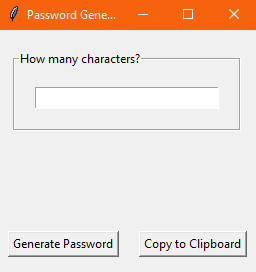 Password Gene...
How many characters?
Generate Password
Copy to Clipboard